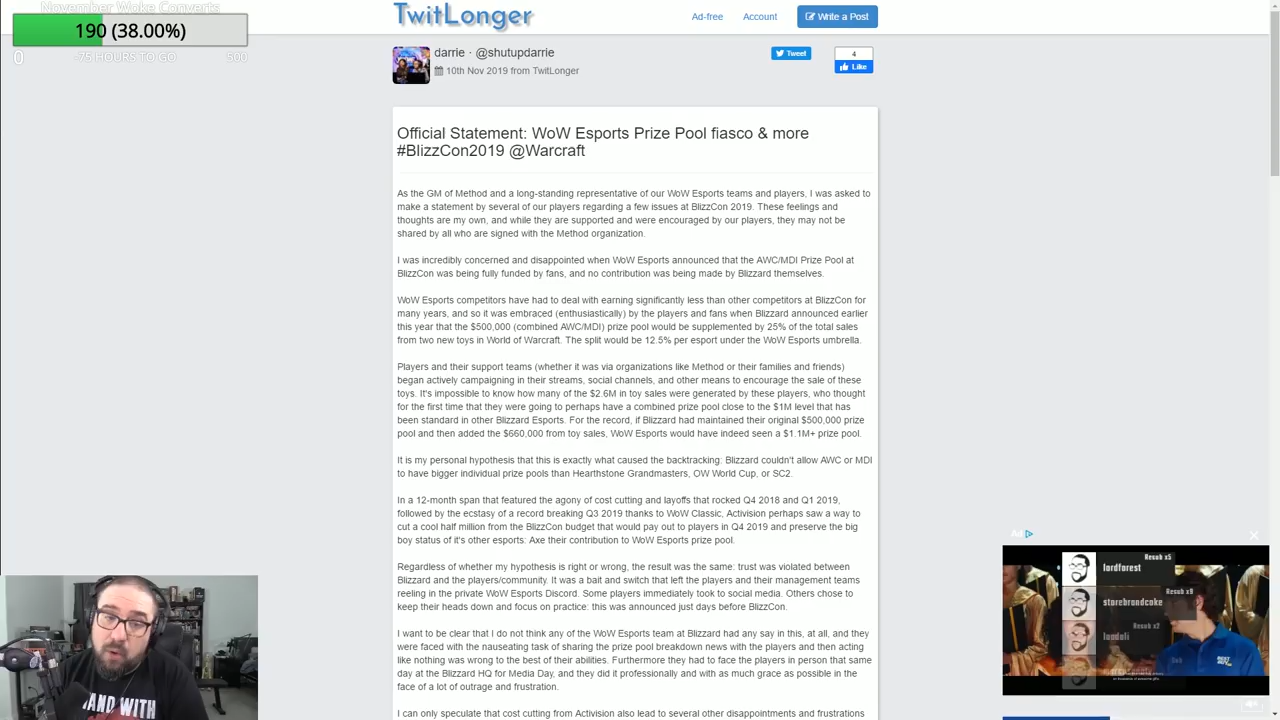 November Woke Converts
190 (38.00%)
0
-75 HOURS TO GO
500
TwitLonger
Ad-free
Account
Write a Post
darrie · @shutupdarrie
10th Nov 2019 from TwitLonger
Tweet
4
Like
Official Statement: WoW Esports Prize Pool fiasco & more
#BlizzCon2019 @Warcraft
As the GM of Method and a long-standing representative of our WoW Esports teams and players, I was asked to
make a statement by several of our players regarding a few issues at BlizzCon 2019. These feelings and
thoughts are my own, and while they are supported and were encouraged by our players, they may not be
shared by all who are signed with the Method organization.
I was incredibly concerned and disappointed when WoW Esports announced that the AWC/MDI Prize Pool at
BlizzCon was being fully funded by fans, and no contribution was being made by Blizzard themselves.
WoW Esports competitors have had to deal with earning significantly less than other competitors at BlizzCon for
many years, and so it was embraced (enthusiastically) by the players and fans when Blizzard announced earlier
this year that the $500,000 (combined AWC/MDI) prize pool would be supplemented by 25% of the total sales
from two new toys in World of Warcraft. The split would be 12.5% per esport under the WoW Esports umbrella.
Players and their support teams (whether it was via organizations like Method or their families and friends)
began actively campaigning in their streams, social channels, and other means to encourage the sale of these
toys. It's impossible to know how many of the $2.6M in toy sales were generated by these players, who thought
for the first time that they were going to perhaps have a combined prize pool close to the $1M level that has
been standard in other Blizzard Esports. For the record, if Blizzard had maintained their original $500,000 prize
pool and then added the $660,000 from toy sales, WoW Esports would have indeed seen a $1.1M+ prize pool.
It is my personal hypothesis that this is exactly what caused the backtracking: Blizzard couldn't allow AWC or MDI
to have bigger individual prize pools than Hearthstone Grandmasters, OW World Cup, or SC2.
In a 12-month span that featured the agony of cost cutting and layoffs that rocked Q4 2018 and Q1 2019,
followed by the ecstasy of a record breaking Q3 2019 thanks to WoW Classic, Activision perhaps saw a way to
cut a cool half million from the BlizzCon budget that would pay out to players in Q4 2019 and preserve the big
boy status of it's other esports: Axe their contribution to WoW Esports prize pool.
Regardless of whether my hypothesis is right or wrong, the result was the same: trust was violated between
Blizzard and the players/community. It was a bait and switch that left the players and their management teams
reeling in the private WoW Esports Discord. Some players immediately took to social media. Others chose to
keep their heads down and focus on practice: this was announced just days before BlizzCon.
I want to be clear that I do not think any of the WoW Esports team at Blizzard had any say in this, at all, and they
were faced with the nauseating task of sharing the prize pool breakdown news with the players and then acting
like nothing was wrong to the best of their abilities. Furthermore they had to face the players in person that same
day at the Blizzard HQ for Media Day, and they did it professionally and with as much grace as possible in the
face of a lot of outrage and frustration.
I can only speculate that cost cutting from Activision also lead to several other disappointments and frustrations
Ad
Resub x5
lordforest
Resub x9
storebrandcoke
Resub x2
AND WITH